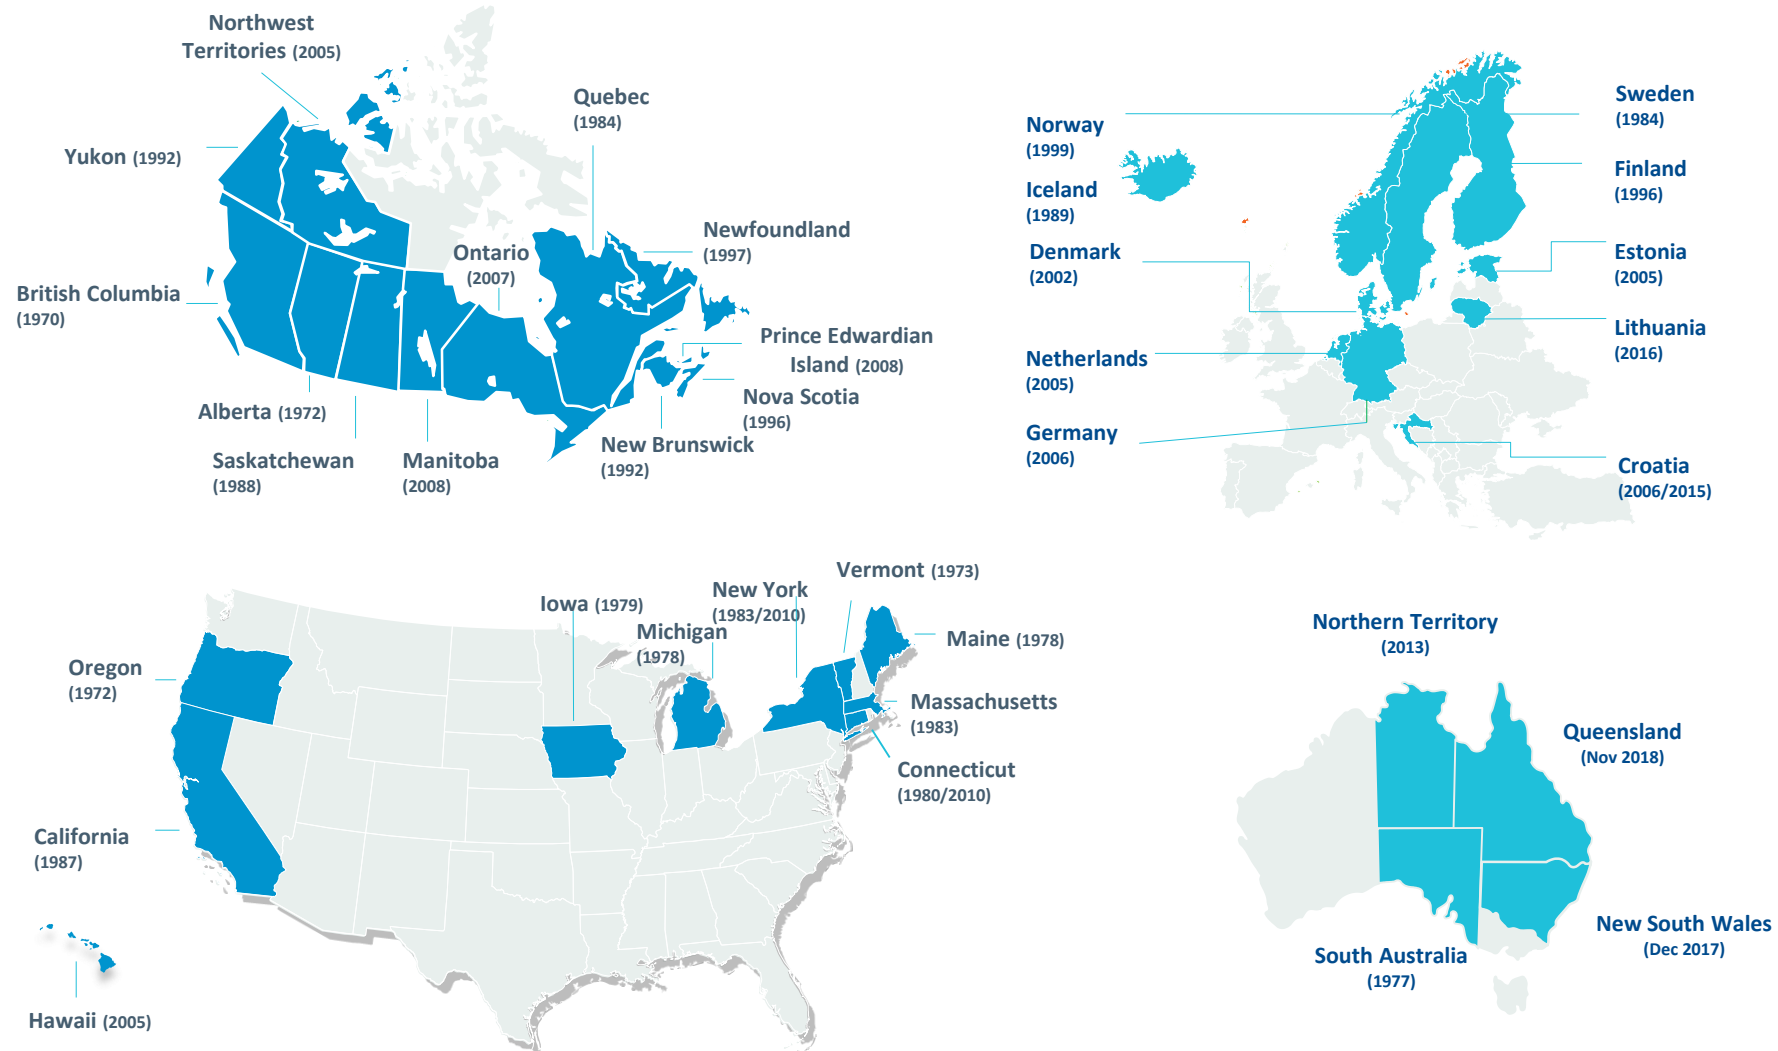 Northwest
Territories (2005)
Quebec
(1984)
Yukon (1992)
Newfoundland
(1997)
Ontario
(2007)
British Columbia
(1970)
Prince Edwardian
Island (2008)
Nova Scotia
(1996)
Alberta (1972)
New Brunswick
(1992)
Saskatchewan
(1988)
Manitoba
(2008)
Sweden
(1984)
Norway
(1999)
Finland
(1996)
Iceland
(1989)
Denmark
(2002)
Estonia
(2005)
Lithuania
(2016)
Netherlands
(2005)
Germany
(2006)
Croatia
(2006/2015)
Vermont (1973)
New York
(1983/2010)
Iowa (1979)
Michigan
(1978)
Maine (1978)
Oregon
(1972)
Massachusetts
(1983)
Connecticut
(1980/2010)
California
(1987)
Hawaii (2005)
Northern Territory
(2013)
Queensland
(Nov 2018)
New South Wales
(Dec 2017)
South Australia
(1977)